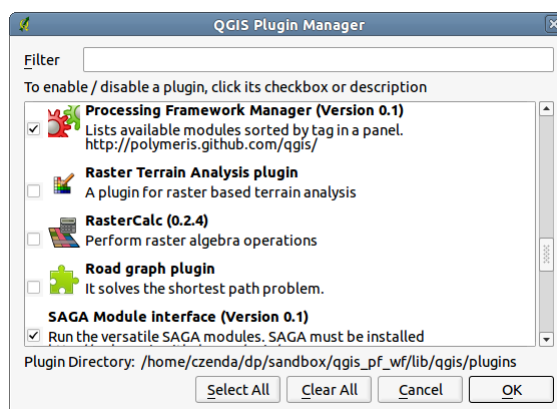 QGIS Plugin Manager
Filter
To enable / disable a plugin, click its checkbox or description
Processing Framework Manager (Version 0.1)
Lists available modules sorted by tag in a panel.
http://polymeris.github.com/qgis/
Raster Terrain Analysis plugin
A plugin for raster based terrain analysis
RasterCalc (0.2.4)
Perform raster algebra operations
Road graph plugin
It solves the shortest path problem.
SAGA Module interface (Version 0.1)
Run the versatile SAGA modules. SAGA must be installed
Plugin Directory: /home/czenda/dp/sandbox/qgis_pf_wf/lib/qgis/plugins
Select All Clear All Cancel OK